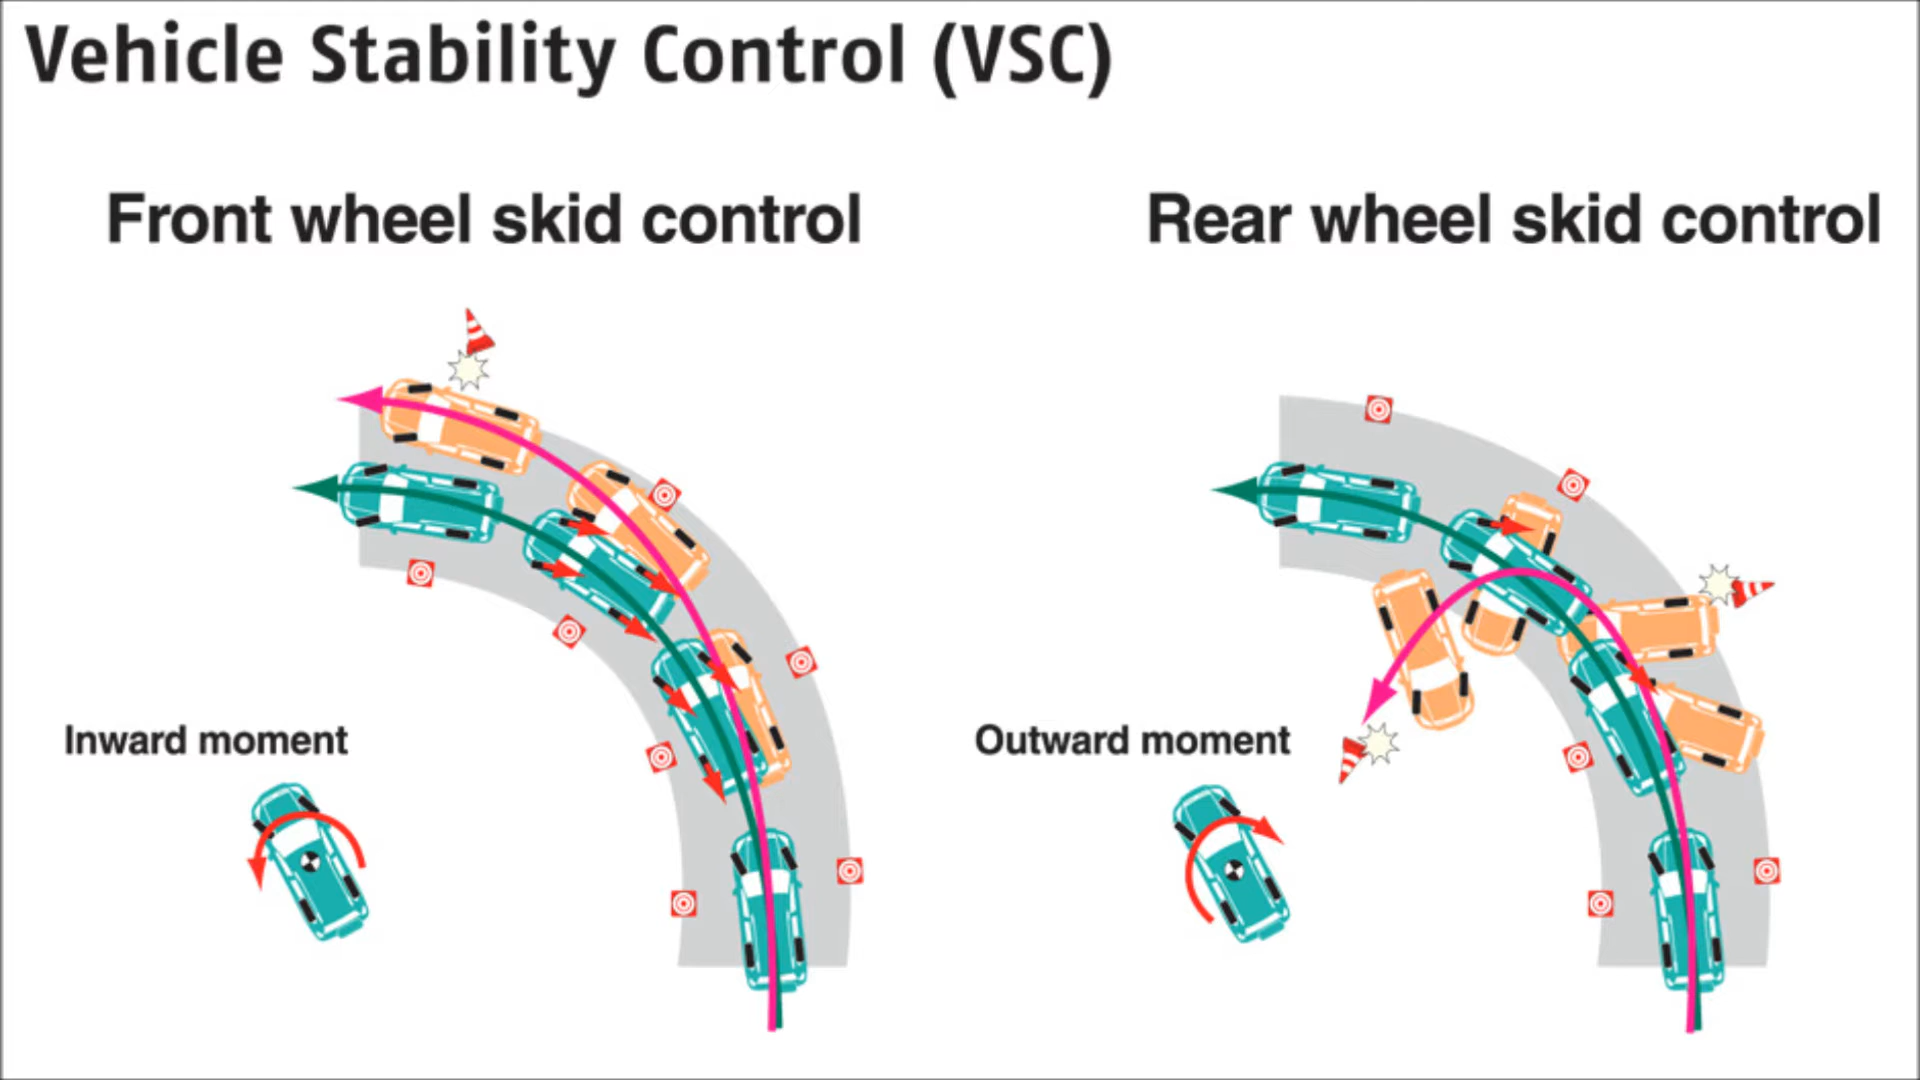 Vehicle Stability Control (VSC)
Front wheel skid control
Rear wheel skid control
Inward moment
Outward moment